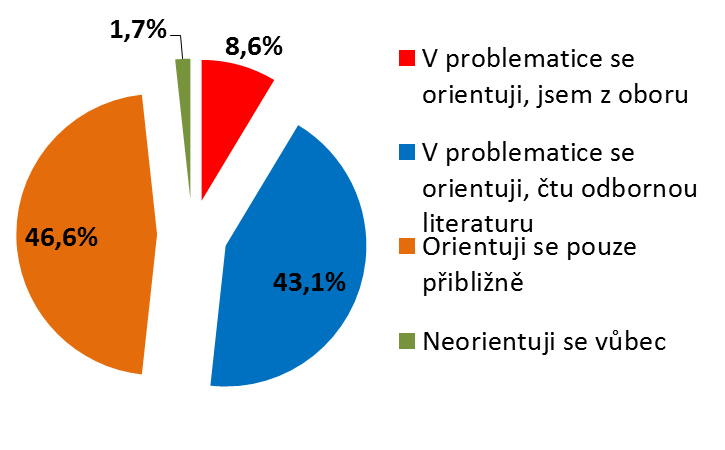 1,7%
8,6%
46,6%
43,1%
V problematice se
orientuji, jsem z oboru
V problematice se
orientuji, čtu odbornou
literaturu
Orientuji se pouze
přibližně
Neorientuji se vůbec